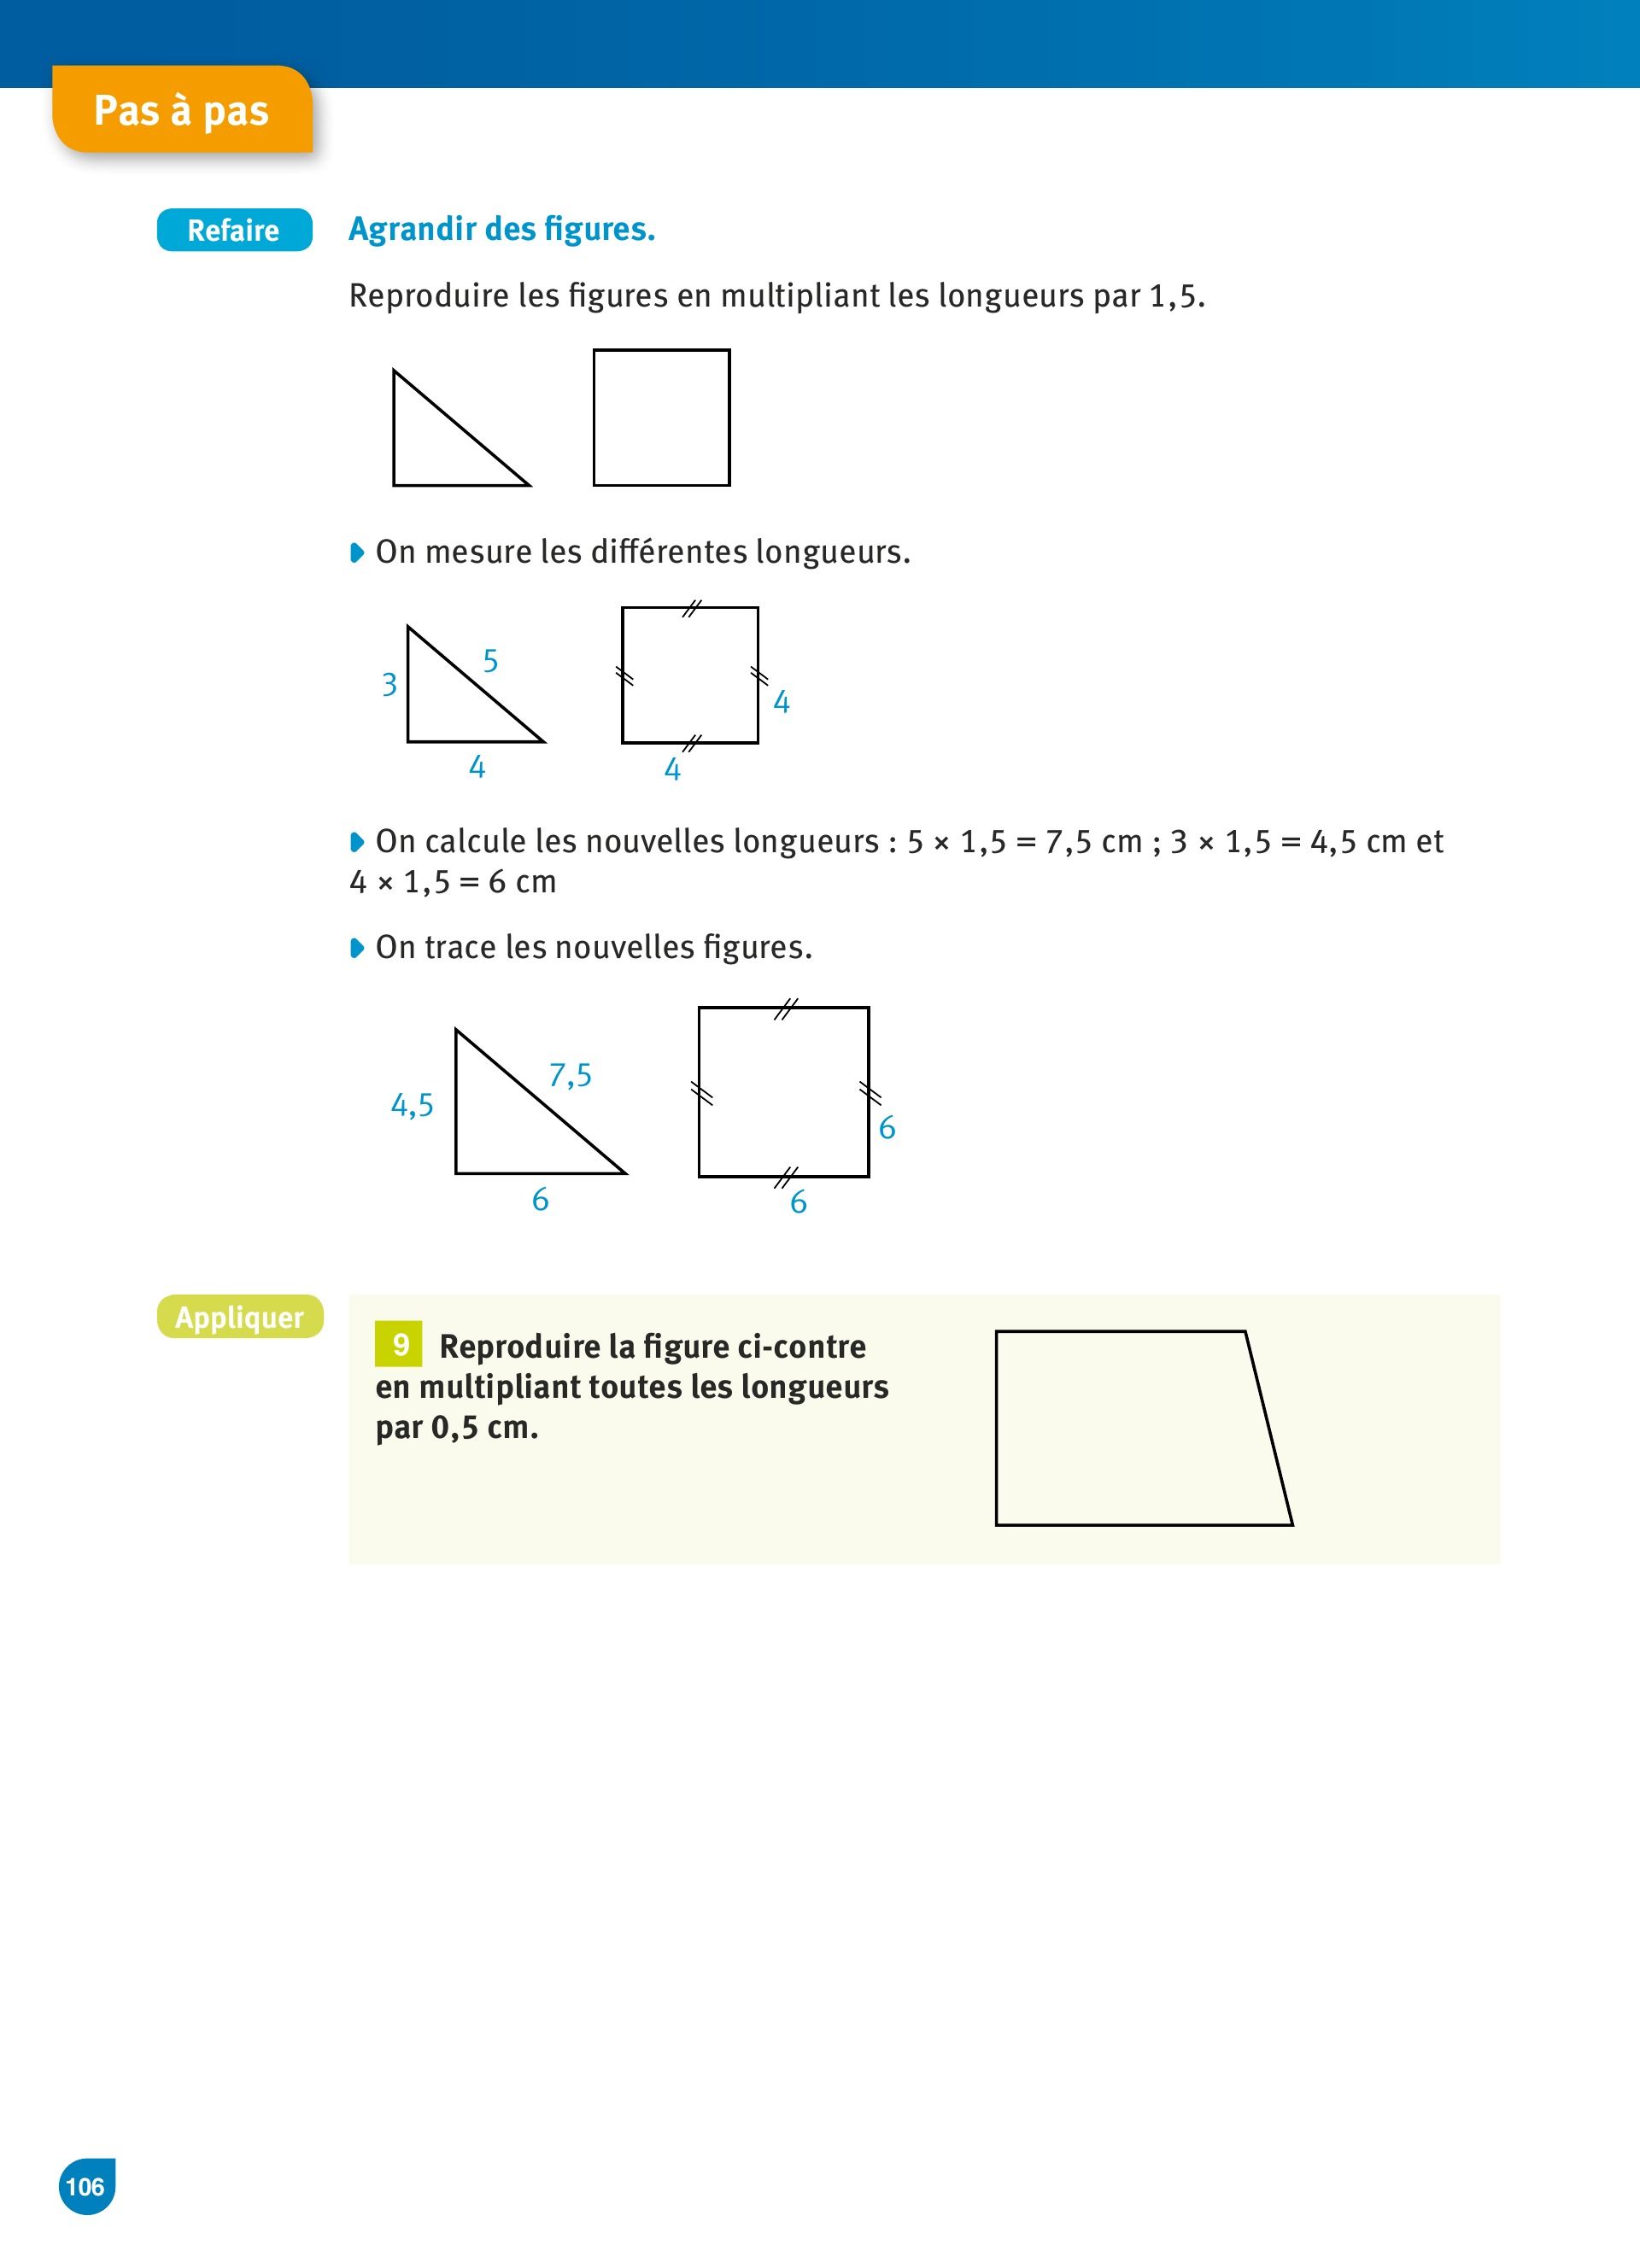 Pas à pas
Refaire
Agrandir des figures.
Reproduire les figures en multipliant les longueurs par 1,5.
On mesure les différentes longueurs.
3
5
4
4
4
On calcule les nouvelles longueurs : 5 × 1,5 = 7,5 cm ; 3 × 1,5 = 4,5 cm et
4 × 1,5 = 6 cm
On trace les nouvelles figures.
4,5
7,5
6
6
6
Appliquer
9 Reproduire la figure ci-contre
en multipliant toutes les longueurs
par 0,5 cm.
106